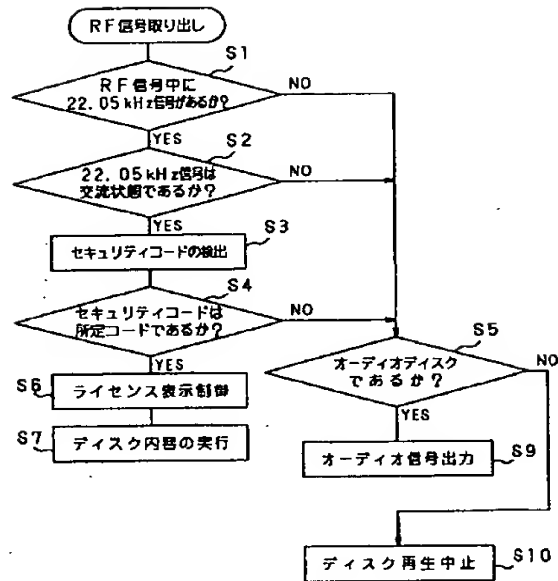 RF信号取り出し
S1
RF信号中に
22.05kHz信号があるか?
NO
YES
S2
22.05kHz信号は
交流状態であるか?
NO
YES
S3
セキュリティコードの検出
S4
セキュリティコードは
所定コードであるか?
NO
YES
S5
オーディオディスク
であるか?
NO
YES
S6
ライセンス表示制御
S7
ディスク内容の実行
オーディオ信号出力
S9
ディスク再生中止
S10